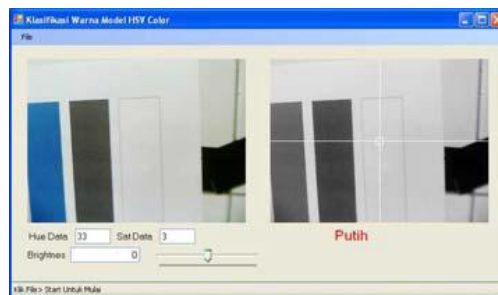 Klasifikasi Warna Model HSV Color
File
Hue Data 33 Sat Data 3
Putih
Brightnes 0
Klik File > Start Untuk Mulai